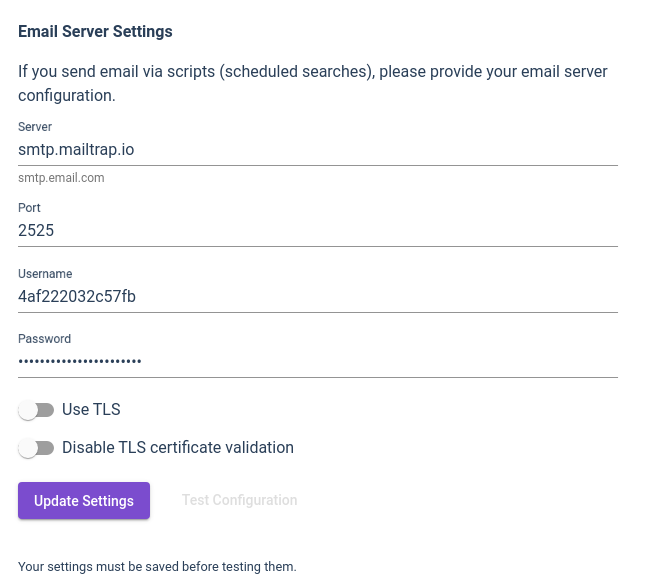 Email Server Settings
If you send email via scripts (scheduled searches), please provide your email server
configuration.
Server
smtp.mailtrap.io
smtp.email.com
Port
2525
Username
4af222032c57fb
Password
•••••••••••••••••••••••
Use TLS
Disable TLS certificate validation
Update Settings
Test Configuration
Your settings must be saved before testing them.